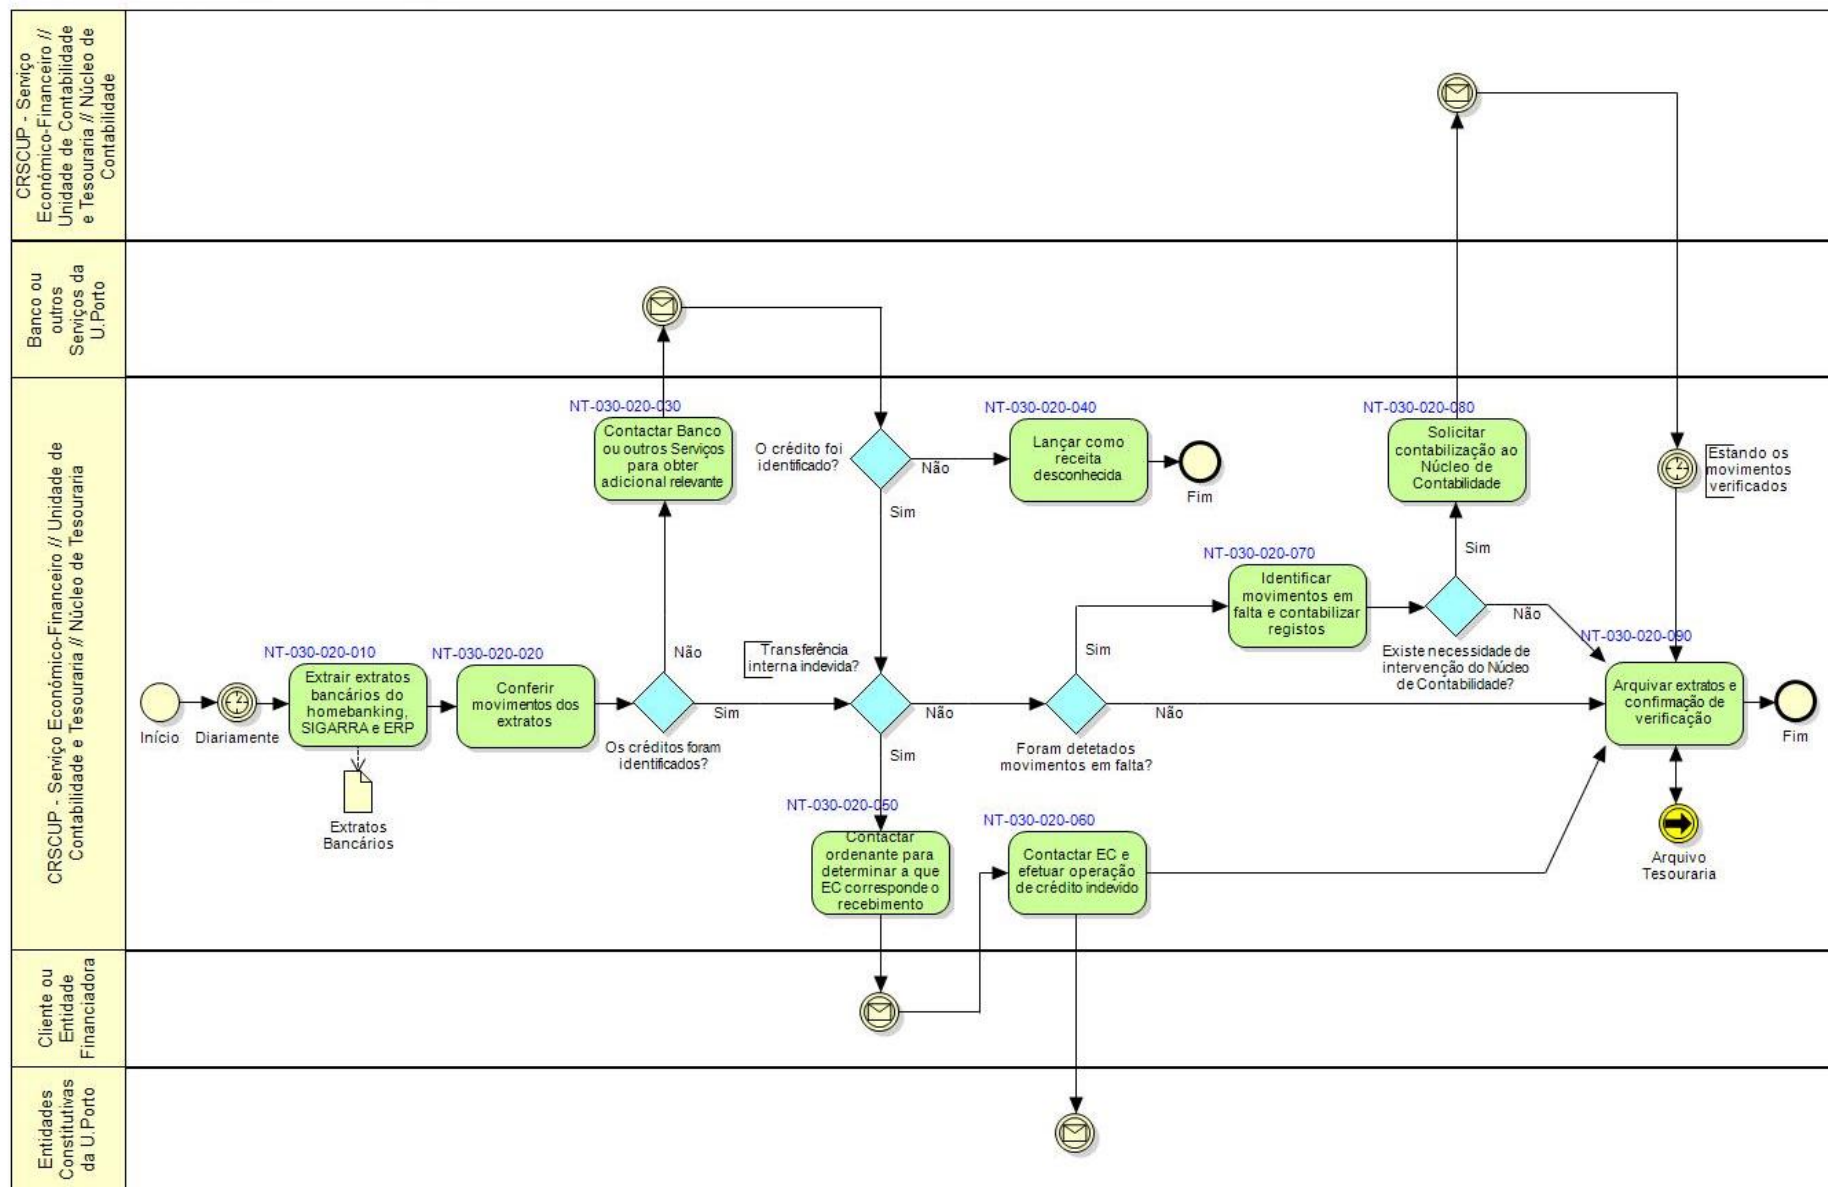 CRSCUP - Serviço
Económico-Financeiro //
Unidade de Contabilidade
e Tesouraria // Núcleo de
Contabilidade
Banco ou
outros
Serviços da
U.Porto
CRSCUP - Serviço Económico-Financeiro // Unidade de
Contabilidade e Tesouraria // Núcleo de Tesouraria
Cliente ou
Entidade
Financiadora
Entidades
Constitutivas
da U.Porto
Início
Diariamente
NT-030-020-010
Extrair extratos
bancários do
homebanking,
SIGARRA e ERP
Extratos
Bancários
NT-030-020-020
Conferir
movimentos dos
extratos
Os créditos foram
identificados?
Não
Sim
NT-030-020-030
Contactar Banco
ou outros Serviços
para obter
adicional relevante
O crédito foi
identificado?
Não
Sim
NT-030-020-040
Lançar como
receita
desconhecida
Fim
Transferência
interna indevida?
Não
Sim
NT-030-020-050
Contactar
ordenante para
determinar a que
EC corresponde o
recebimento
NT-030-020-060
Contactar EC e
efetuar operação
de crédito indevido
Foram detetados
movimentos em falta?
Sim
Não
NT-030-020-070
Identificar
movimentos em
falta e contabilizar
registos
Existe necessidade de
intervenção do Núcleo
de Contabilidade?
Sim
Não
NT-030-020-080
Solicitar
contabilização ao
Núcleo de
Contabilidade
Estando os
movimentos
verificados
NT-030-020-090
Arquivar extratos e
confirmação de
verificação
Fim
Arquivo
Tesouraria